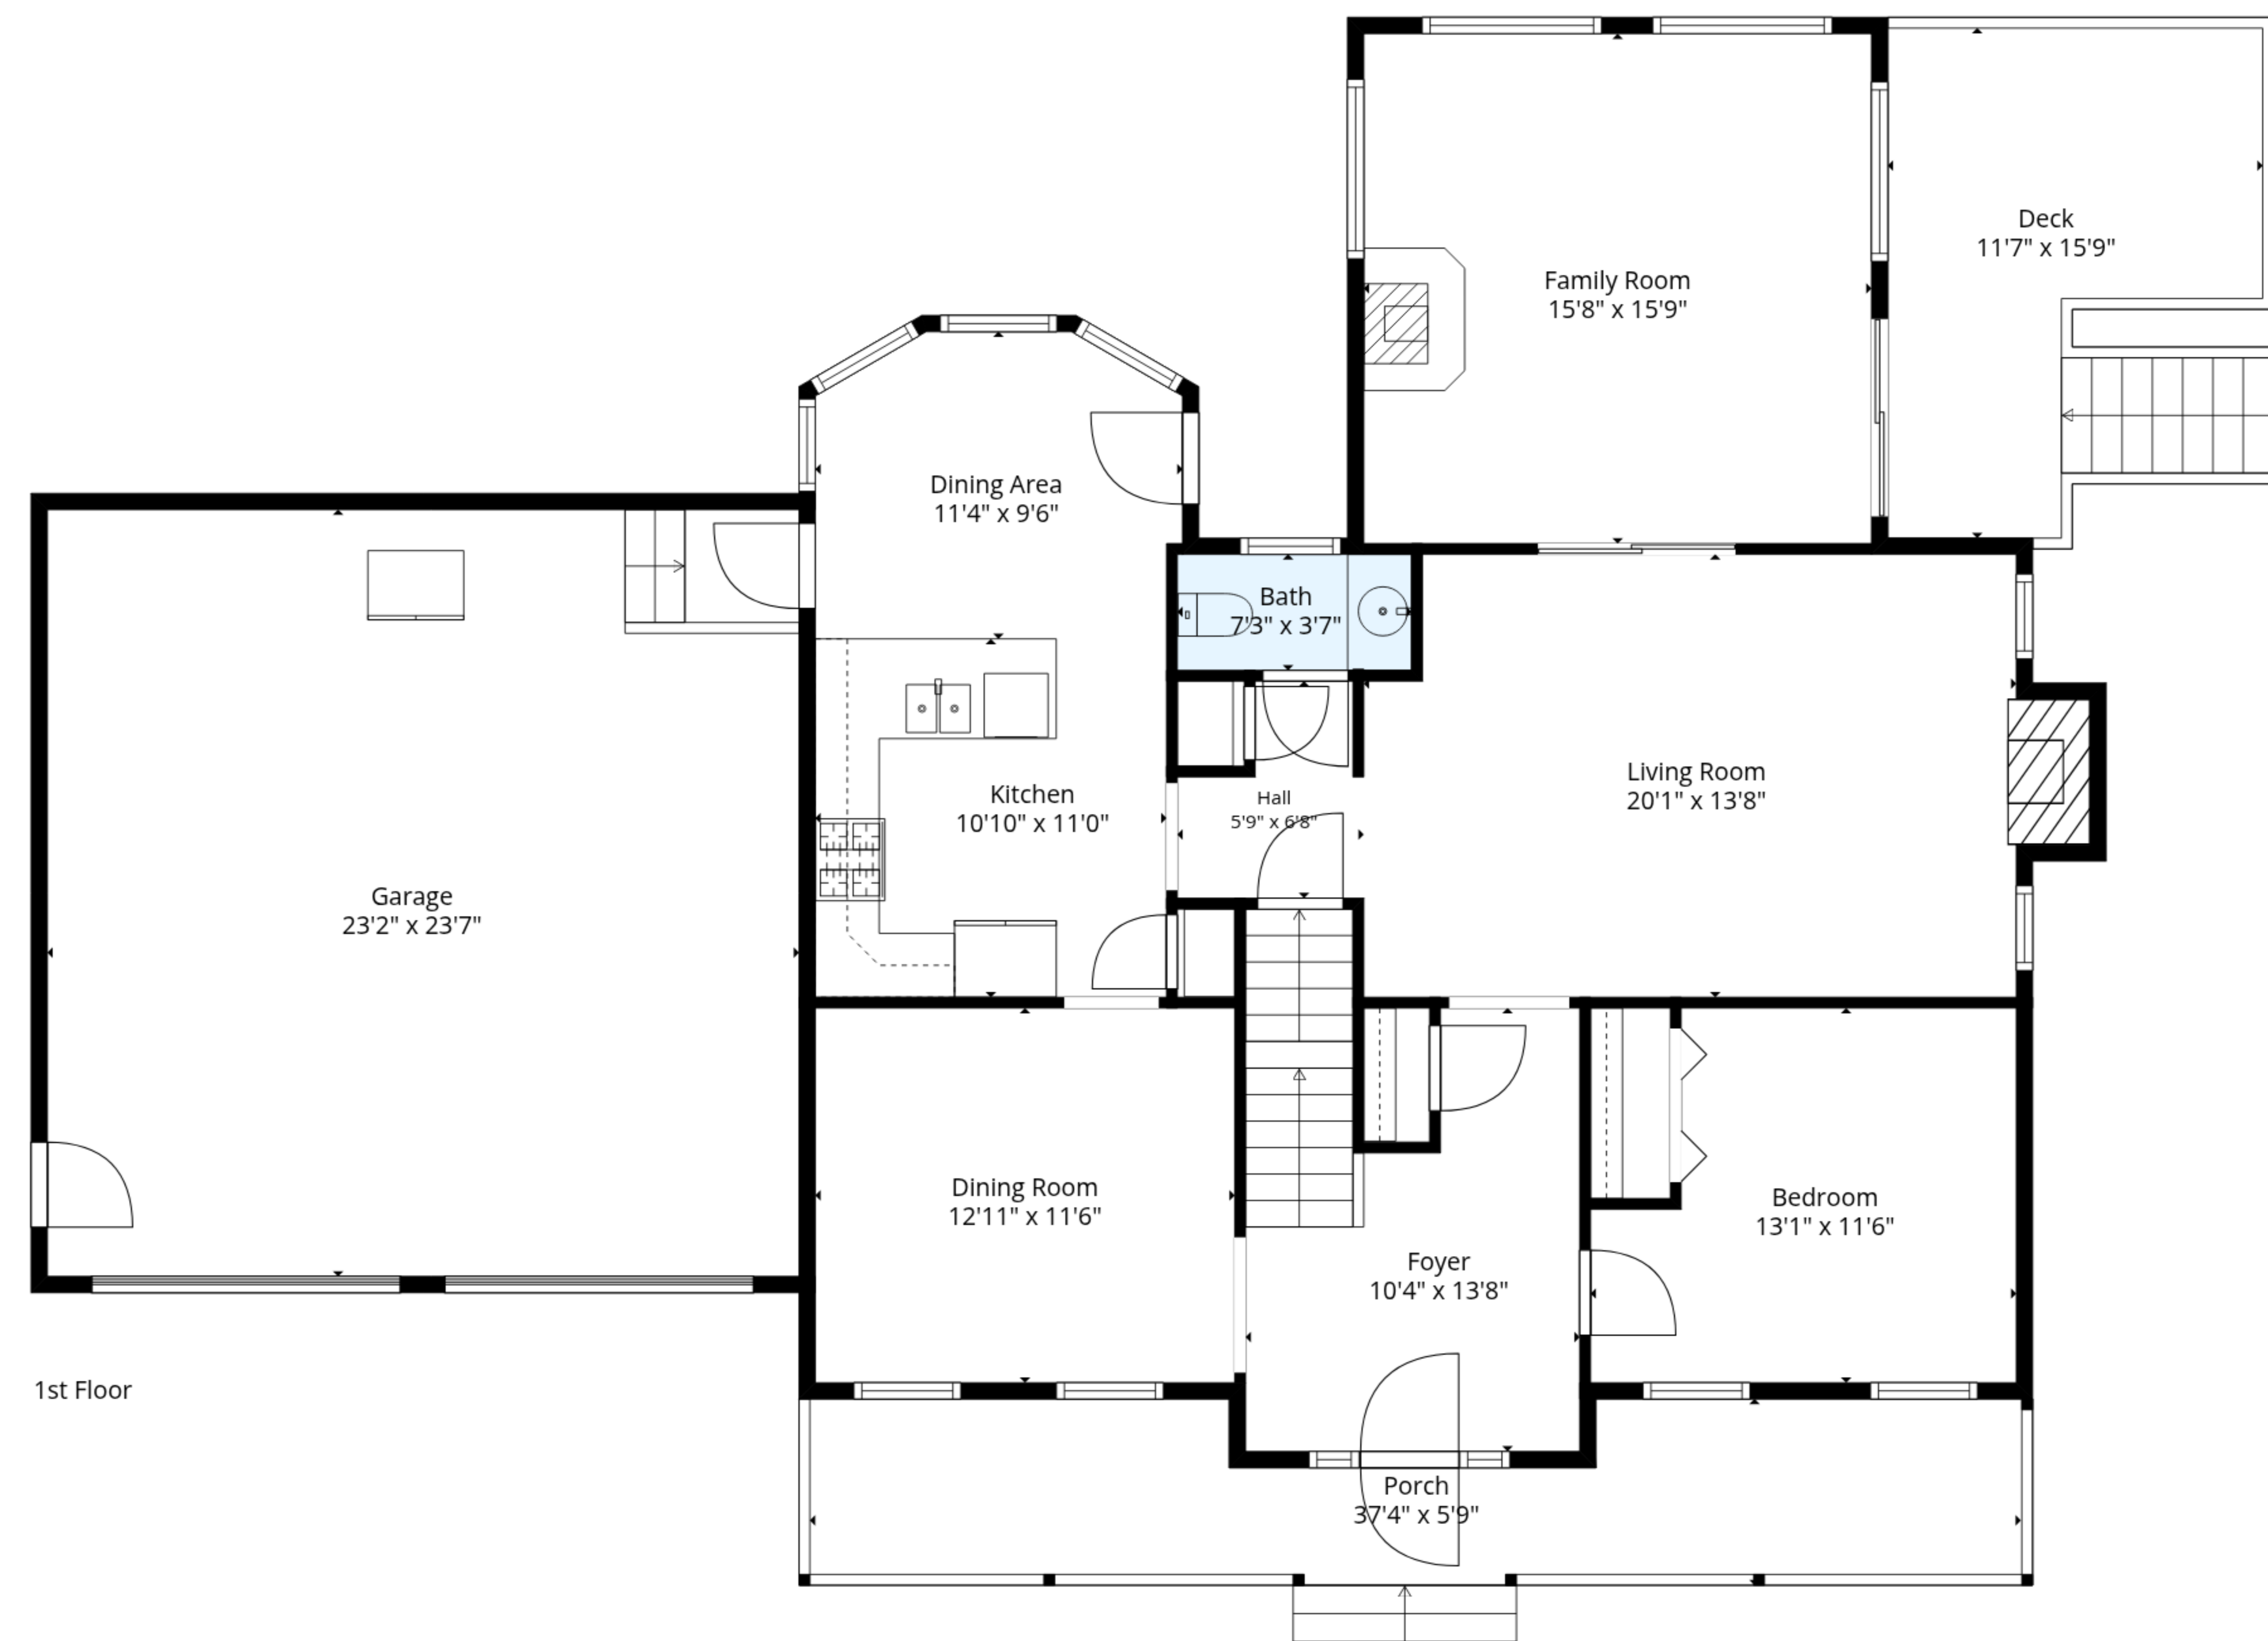 Deck
11'7" x 15'9"
Family Room
15'8" x 15'9"
Dining Area
11'4" x 9'6"
Bath
7'3" x 3'7"
Kitchen
10'10" x 11'0"
Hall
5'9" x 6'8"
Living Room
20'1" x 13'8"
Garage
23'2" x 23'7"
Dining Room
12'11" x 11'6"
Foyer
10'4" x 13'8"
Bedroom
13'1" x 11'6"
1st Floor
Porch
37'4" x 5'9"